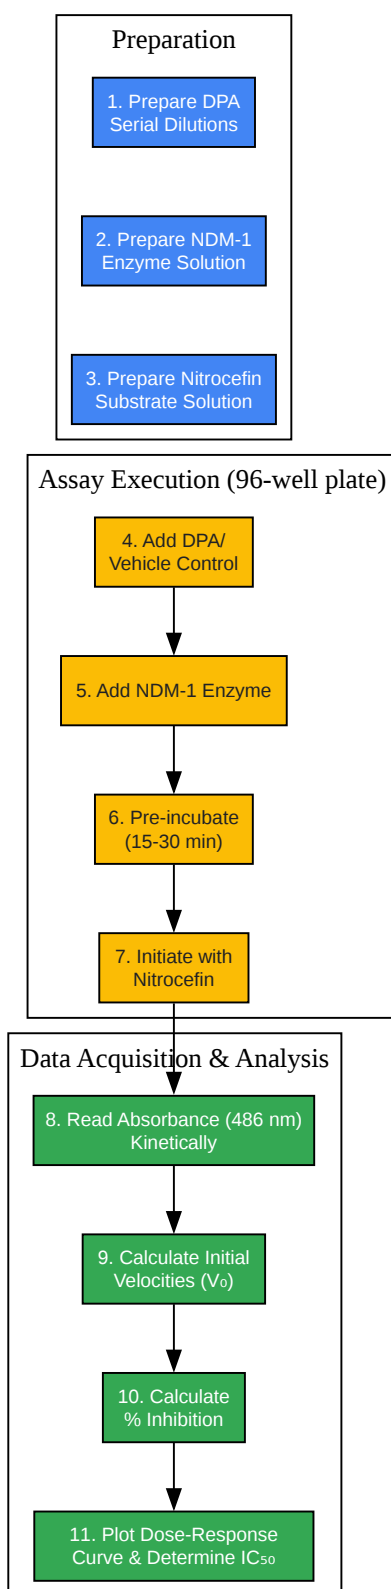 Preparation
1. Prepare DPA
Serial Dilutions
2. Prepare NDM-1
Enzyme Solution
3. Prepare Nitrocefin
Substrate Solution
Assay Execution (96-well plate)
4. Add DPA/
Vehicle Control
5. Add NDM-1 Enzyme
6. Pre-incubate
(15-30 min)
7. Initiate with
Nitrocefin
Data Acquisition & Analysis
8. Read Absorbance (486 nm)
Kinetically
9. Calculate Initial
Velocities (V₀)
10. Calculate
% Inhibition
11. Plot Dose-Response
Curve & Determine IC₅₀